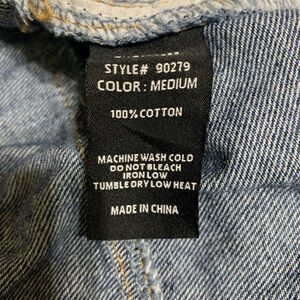 STYLE# 90279
COLOR : MEDIUM
100% COTTON
MACHINE WASH COLD
DO NOT BLEACH
IRON LOW
TUMBLE DRY LOW HEAT
MADE IN CHINA